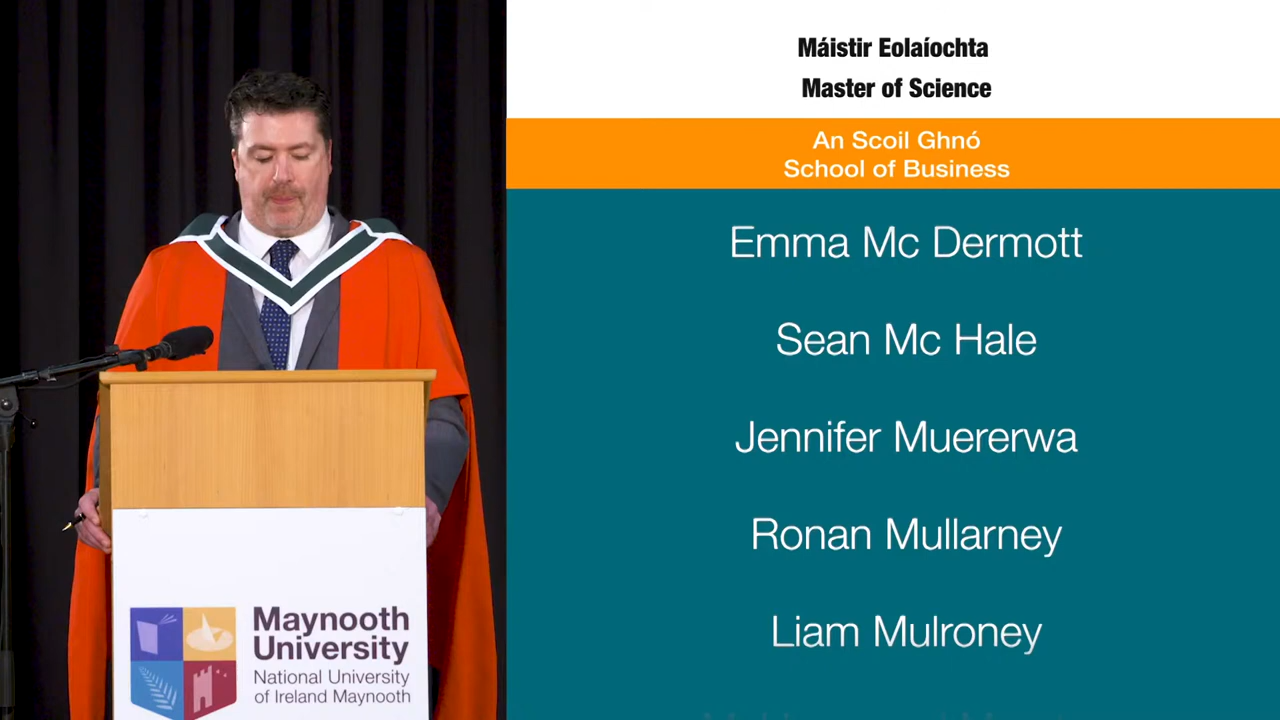 Máistir Eolaíochta
Master of Science
An Scoil Ghnó
School of Business
Emma Mc Dermott
Sean Mc Hale
Jennifer Muererwa
Ronan Mullarney
Liam Mulroney
Maynooth
University
National University
of Ireland Maynooth